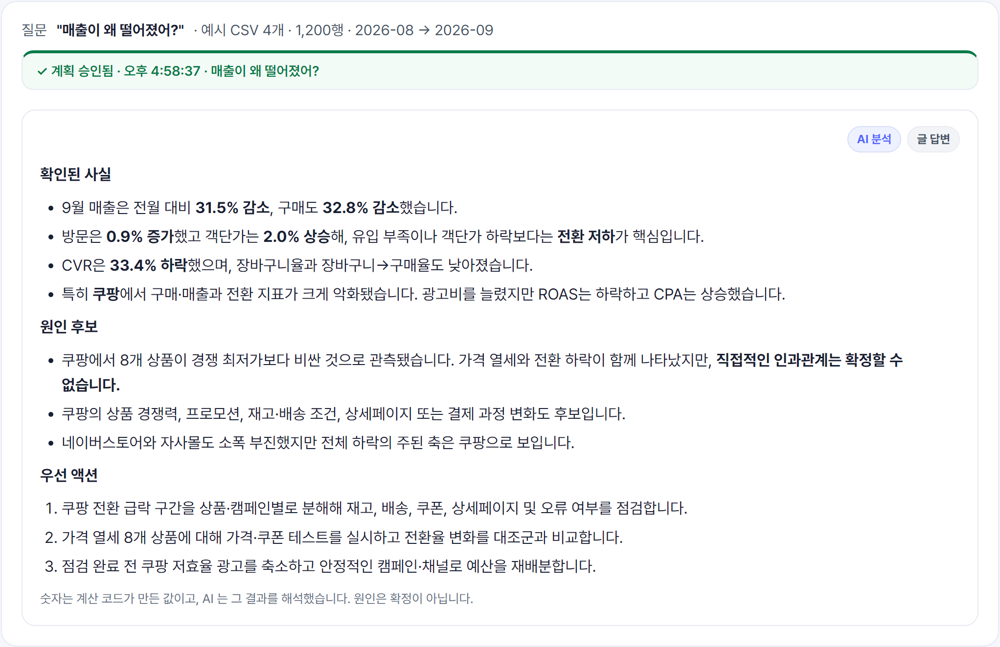 질문 "매출이 왜 떨어졌어?" · 예시 CSV 4개 · 1,200행 · 2026-08 → 2026-09
✓ 계획 승인됨 · 오후 4:58:37 · 매출이 왜 떨어졌어?
AI 분석 글 답변
확인된 사실
• 9월 매출은 전월 대비 31.5% 감소, 구매도 32.8% 감소했습니다.
• 방문은 0.9% 증가했고 객단가는 2.0% 상승해, 유입 부족이나 객단가 하락보다는 전환 저하가 핵심입니다.
• CVR은 33.4% 하락했으며, 장바구니율과 장바구니→구매율도 낮아졌습니다.
• 특히 쿠팡에서 구매·매출과 전환 지표가 크게 악화됐습니다. 광고비를 늘렸지만 ROAS는 하락하고 CPA는 상승했습니다.
원인 후보
• 쿠팡에서 8개 상품이 경쟁 최저가보다 비싼 것으로 관측됐습니다. 가격 열세와 전환 하락이 함께 나타났지만, 직접적인 인과관계는 확정할 수
없습니다.
• 쿠팡의 상품 경쟁력, 프로모션, 재고·배송 조건, 상세페이지 또는 결제 과정 변화도 후보입니다.
• 네이버스토어와 자사몰도 소폭 부진했지만 전체 하락의 주된 축은 쿠팡으로 보입니다.
우선 액션
1. 쿠팡 전환 급락 구간을 상품·캠페인별로 분해해 재고, 배송, 쿠폰, 상세페이지 및 오류 여부를 점검합니다.
2. 가격 열세 8개 상품에 대해 가격·쿠폰 테스트를 실시하고 전환율 변화를 대조군과 비교합니다.
3. 점검 완료 전 쿠팡 저효율 광고를 축소하고 안정적인 캠페인·채널로 예산을 재배분합니다.
숫자는 계산 코드가 만든 값이고, AI 는 그 결과를 해석했습니다. 원인은 확정이 아닙니다.